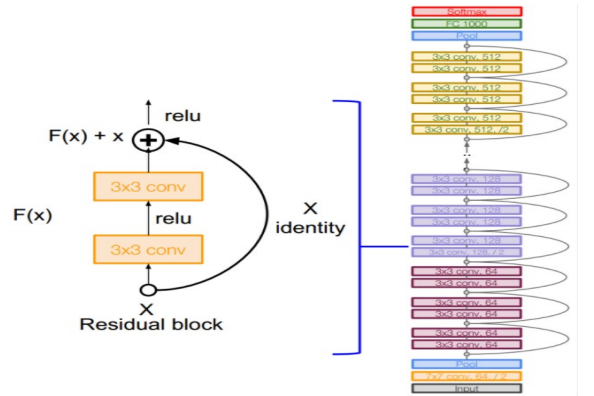 relu
F(x) + x
3x3 conv
F(x)
relu
X
identity
3x3 conv
X
Residual block
Softmax
FC 1000
Pool
3x3 conv, 512
3x3 conv, 512
3x3 conv, 512
3x3 conv, 512
3x3 conv, 512
3x3 conv, 512, /2
..
3x3 conv, 128
3x3 conv, 128
3x3 conv, 128
3x3 conv, 128
3x3 conv, 128
3x3 conv, 128, /2
3x3 conv, 64
3x3 conv, 64
3x3 conv, 64
3x3 conv, 64
3x3 conv, 64
3x3 conv, 64
Pool
7x7 conv, 64, /2
Input